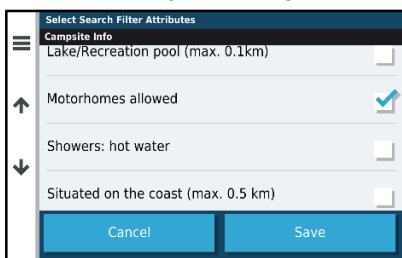 Select Search Filter Attributes
Campsite Info
Lake/Recreation pool (max. 0.1km)
Motorhomes allowed
Showers: hot water
Situated on the coast (max. 0.5 km)
Cancel Save